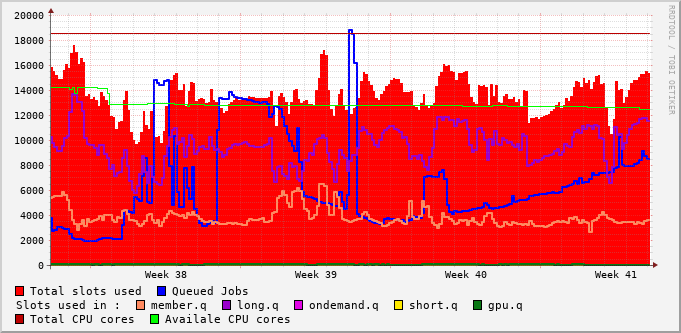 20000
18000
16000
14000
12000
10000
8000
6000
4000
2000
0
Week 38 Week 39 Week 40 Week 41
RRDTOOL / TOBI OETIKER
Total slots used Queued Jobs
Slots used in : member.q long.q ondemand.q short.q gpu.q
Total CPU cores Availale CPU cores